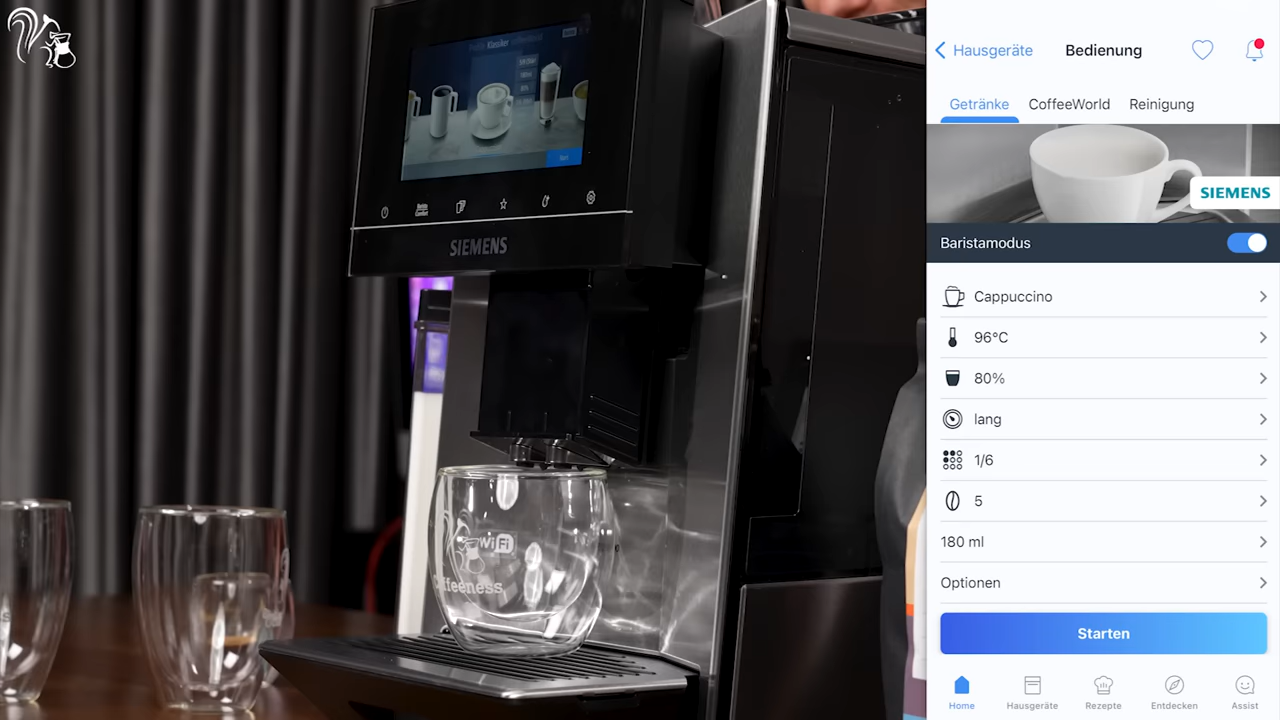 Klassiker
SIEMENS
WiFi
Coffeeness
Hausgeräte
Bedienung
Getränke
CoffeeWorld
Reinigung
SIEMENS
Baristamodus
Cappuccino
96°C
80%
lang
1/6
5
180 ml
Optionen
Starten
Home
Hausgeräte
Rezepte
Entdecken
Assist